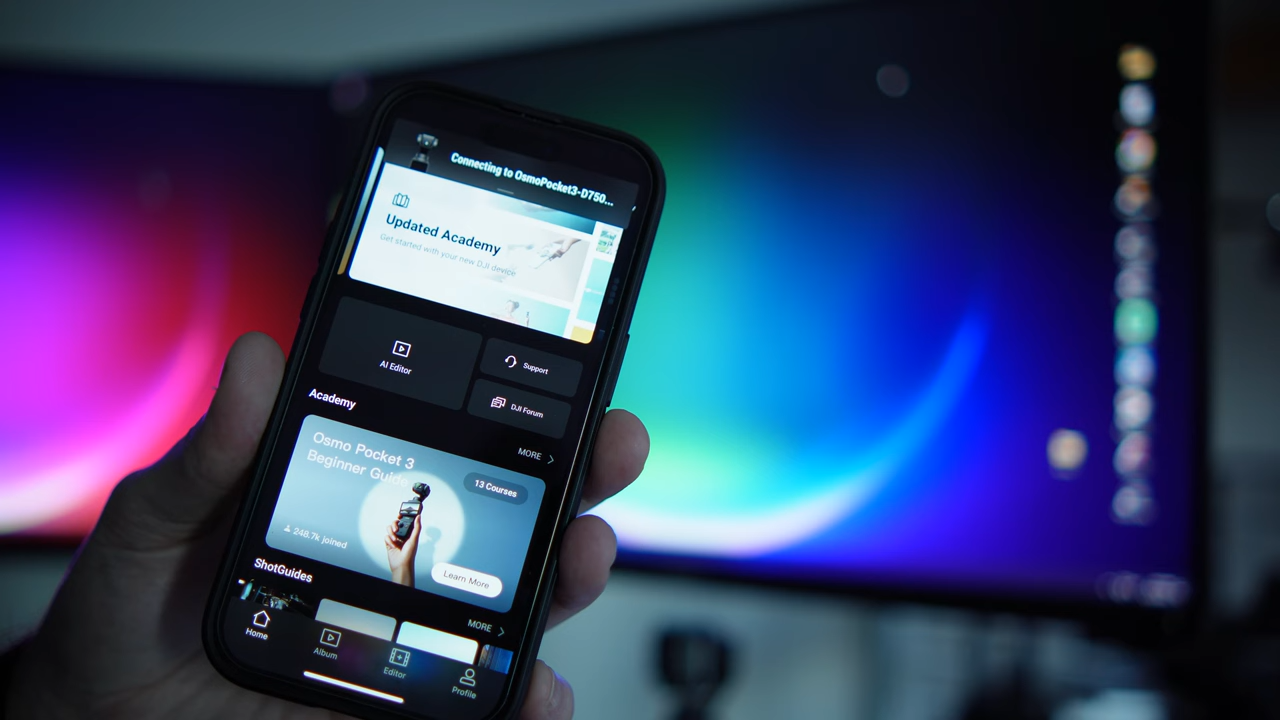 Connecting to OsmoPocket3-D750...
Updated Academy
Get started with your new DJI device
AI Editor
Support
DJI Forum
Academy
MORE
Osmo Pocket 3
Beginner Guide
13 Courses
248.7k joined
Learn More
ShotGuides
MORE
Home
Album
Editor
Profile